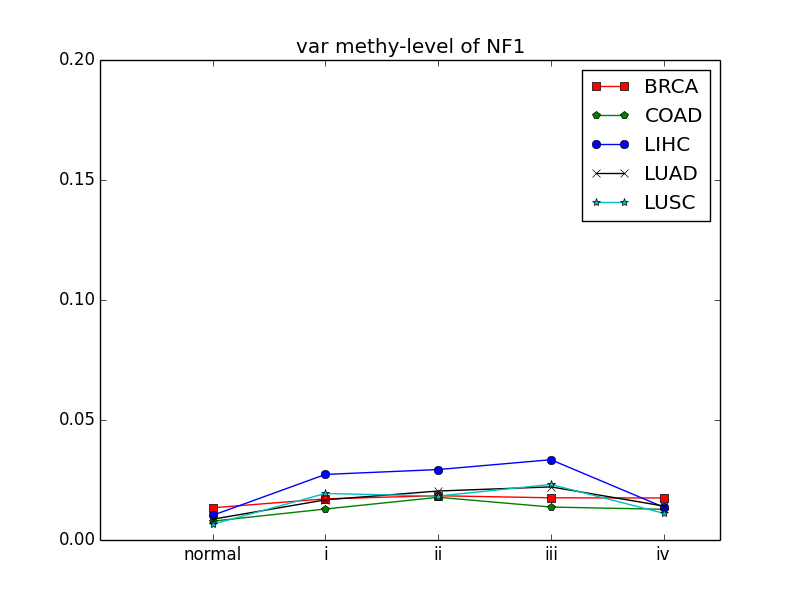 var methy-level of NF1
0.20
0.15
0.10
0.05
0.00
normal i ii iii iv
BRCA
COAD
LIHC
LUAD
LUSC